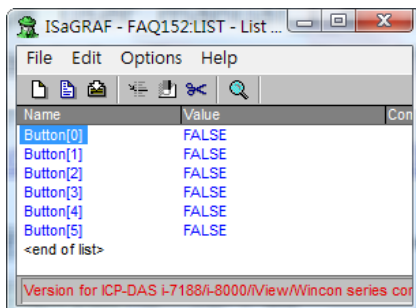 ISaGRAF - FAQ152:LIST - List ...
File Edit Options Help
Name Value Con
Button[0] FALSE
Button[1] FALSE
Button[2] FALSE
Button[3] FALSE
Button[4] FALSE
Button[5] FALSE
<end of list>
Version for ICP-DAS i-7188/i-8000/iView/Wincon series con